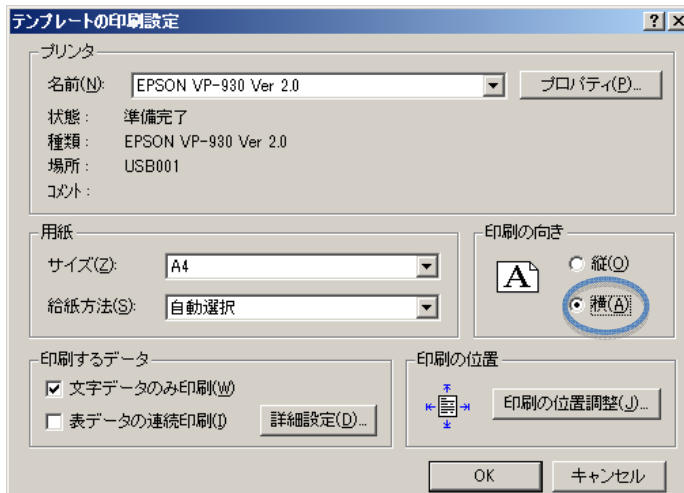 テンプレートの印刷設定
プリンタ
名前(N): EPSON VP-930 Ver 2.0 プロパティ(P)...
状態: 準備完了
種類: EPSON VP-930 Ver 2.0
場所: USB001
コメント:
用紙
サイズ(Z): A4
給紙方法(S): 自動選択
印刷の向き
A
縦(O)
横(A)
印刷するデータ
文字データのみ印刷(W)
表データの連続印刷(I) 詳細設定(D)...
印刷の位置
印刷の位置調整(J)...
OK キャンセル